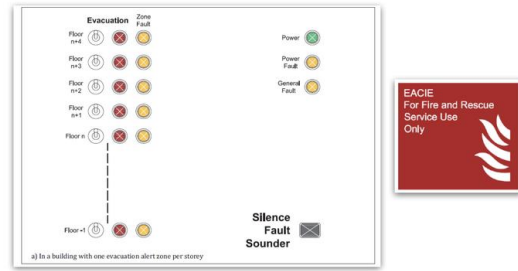 Evacuation
Zone
Fault
Floor
n+4
Floor
n+3
Floor
n+2
Floor
n+1
Floor n
Floor +1
Power
Power
Fault
General
Fault
Silence
Fault
Sounder
a) In a building with one evacuation alert zone per storey
EACIE
For Fire and Rescue
Service Use
Only